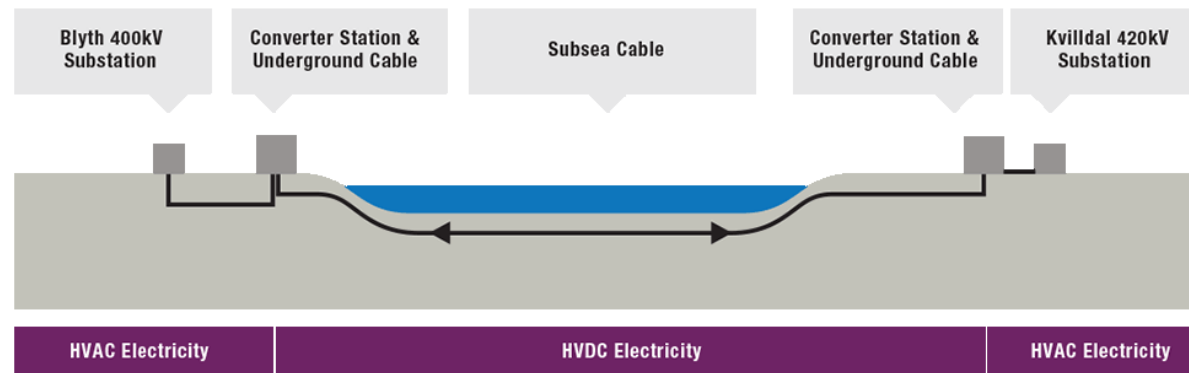 Blyth 400kV
Substation
Converter Station &
Underground Cable
Subsea Cable
Converter Station &
Underground Cable
Kvilldal 420kV
Substation
HVAC Electricity
HVDC Electricity
HVAC Electricity